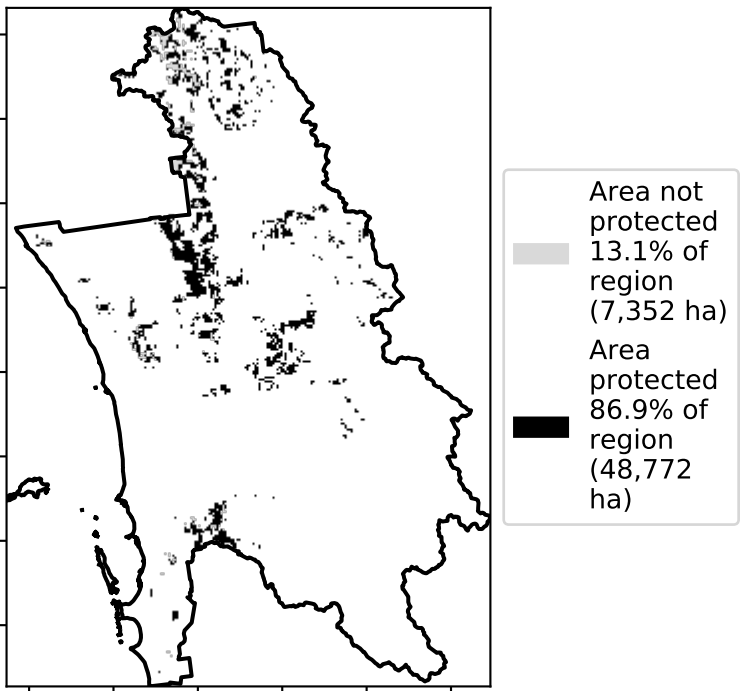 Area not
protected
13.1% of
region
(7,352 ha)
Area
protected
86.9% of
region
(48,772
ha)